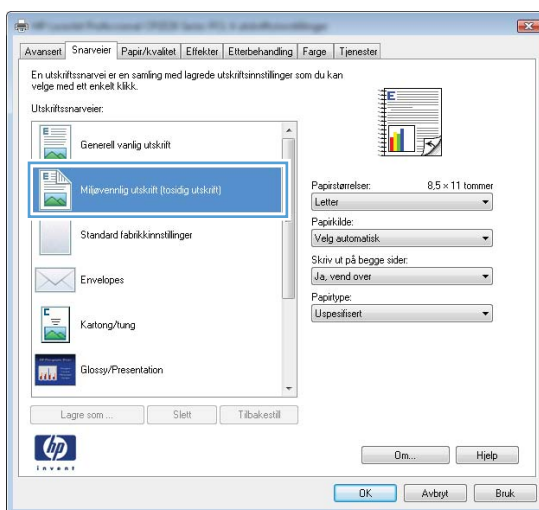 Avansert Snarveier Papir/kvalitet Effekter Etterbehandling Farge Tjenester
En utskriftssnarvei er en samling med lagrede utskriftsinnstillinger som du kan
velge med ett enkelt klikk.
Utskriftssnarveier:
Generell vanlig utskrift
Miljøvennlig utskrift (tosidig utskrift)
Standard fabrikkinnstillinger
Envelopes
Kartong/tung
Glossy/Presentation
Papirstørrelser: 8,5 × 11 tommer
Letter
Papirkilde:
Velg automatisk
Skriv ut på begge sider:
Ja, vend over
Papirtype:
Uspesifisert
Lagre som ... Slett Tilbakestill
hp
invent
Om... Hjelp
OK Avbryt Bruk